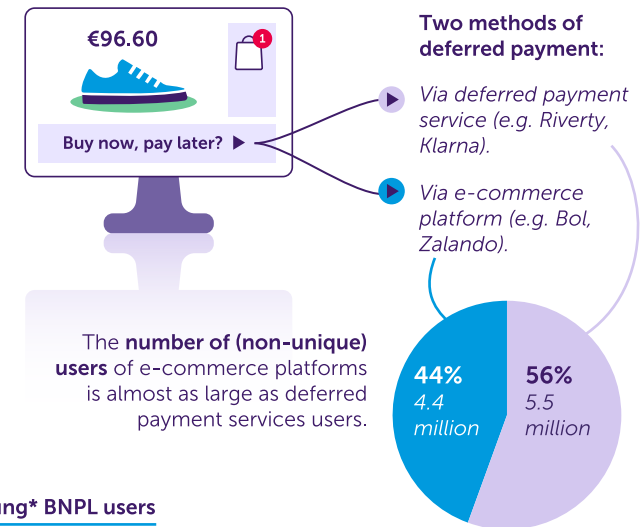 €96.60
1
Buy now, pay later?
Two methods of
deferred payment:
Via deferred payment
service (e.g. Riverty,
Klarna).
Via e-commerce
platform (e.g. Bol,
Zalando).
The number of (non-unique)
users of e-commerce platforms
is almost as large as deferred
payment services users.
44%
4.4
million
56%
5.5
million
BNPL users